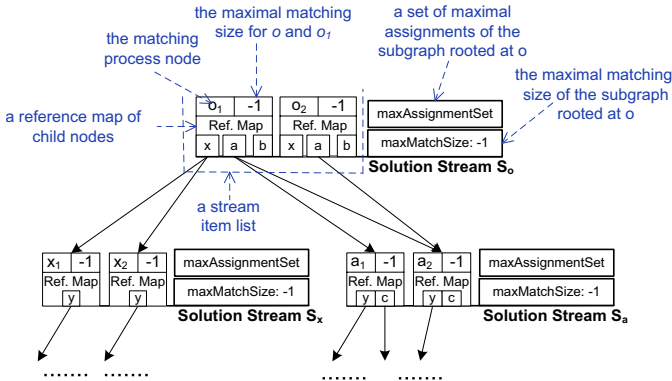 the maximal matching
size for o and o1
a set of maximal
assignments of the
subgraph rooted at o
the matching
process node
the maximal matching
size of the subgraph
rooted at o
a reference map of
child nodes
o1 -1 o2 -1
Ref. Map Ref. Map
x a b x a b
maxAssignmentSet
maxMatchSize: -1
Solution Stream So
a stream
item list
x1 -1 x2 -1
Ref. Map Ref. Map
y y
maxAssignmentSet
maxMatchSize: -1
Solution Stream Sx
a1 -1 a2 -1
Ref. Map Ref. Map
y c y c
maxAssignmentSet
maxMatchSize: -1
Solution Stream Sa
....... ....... ....... .......